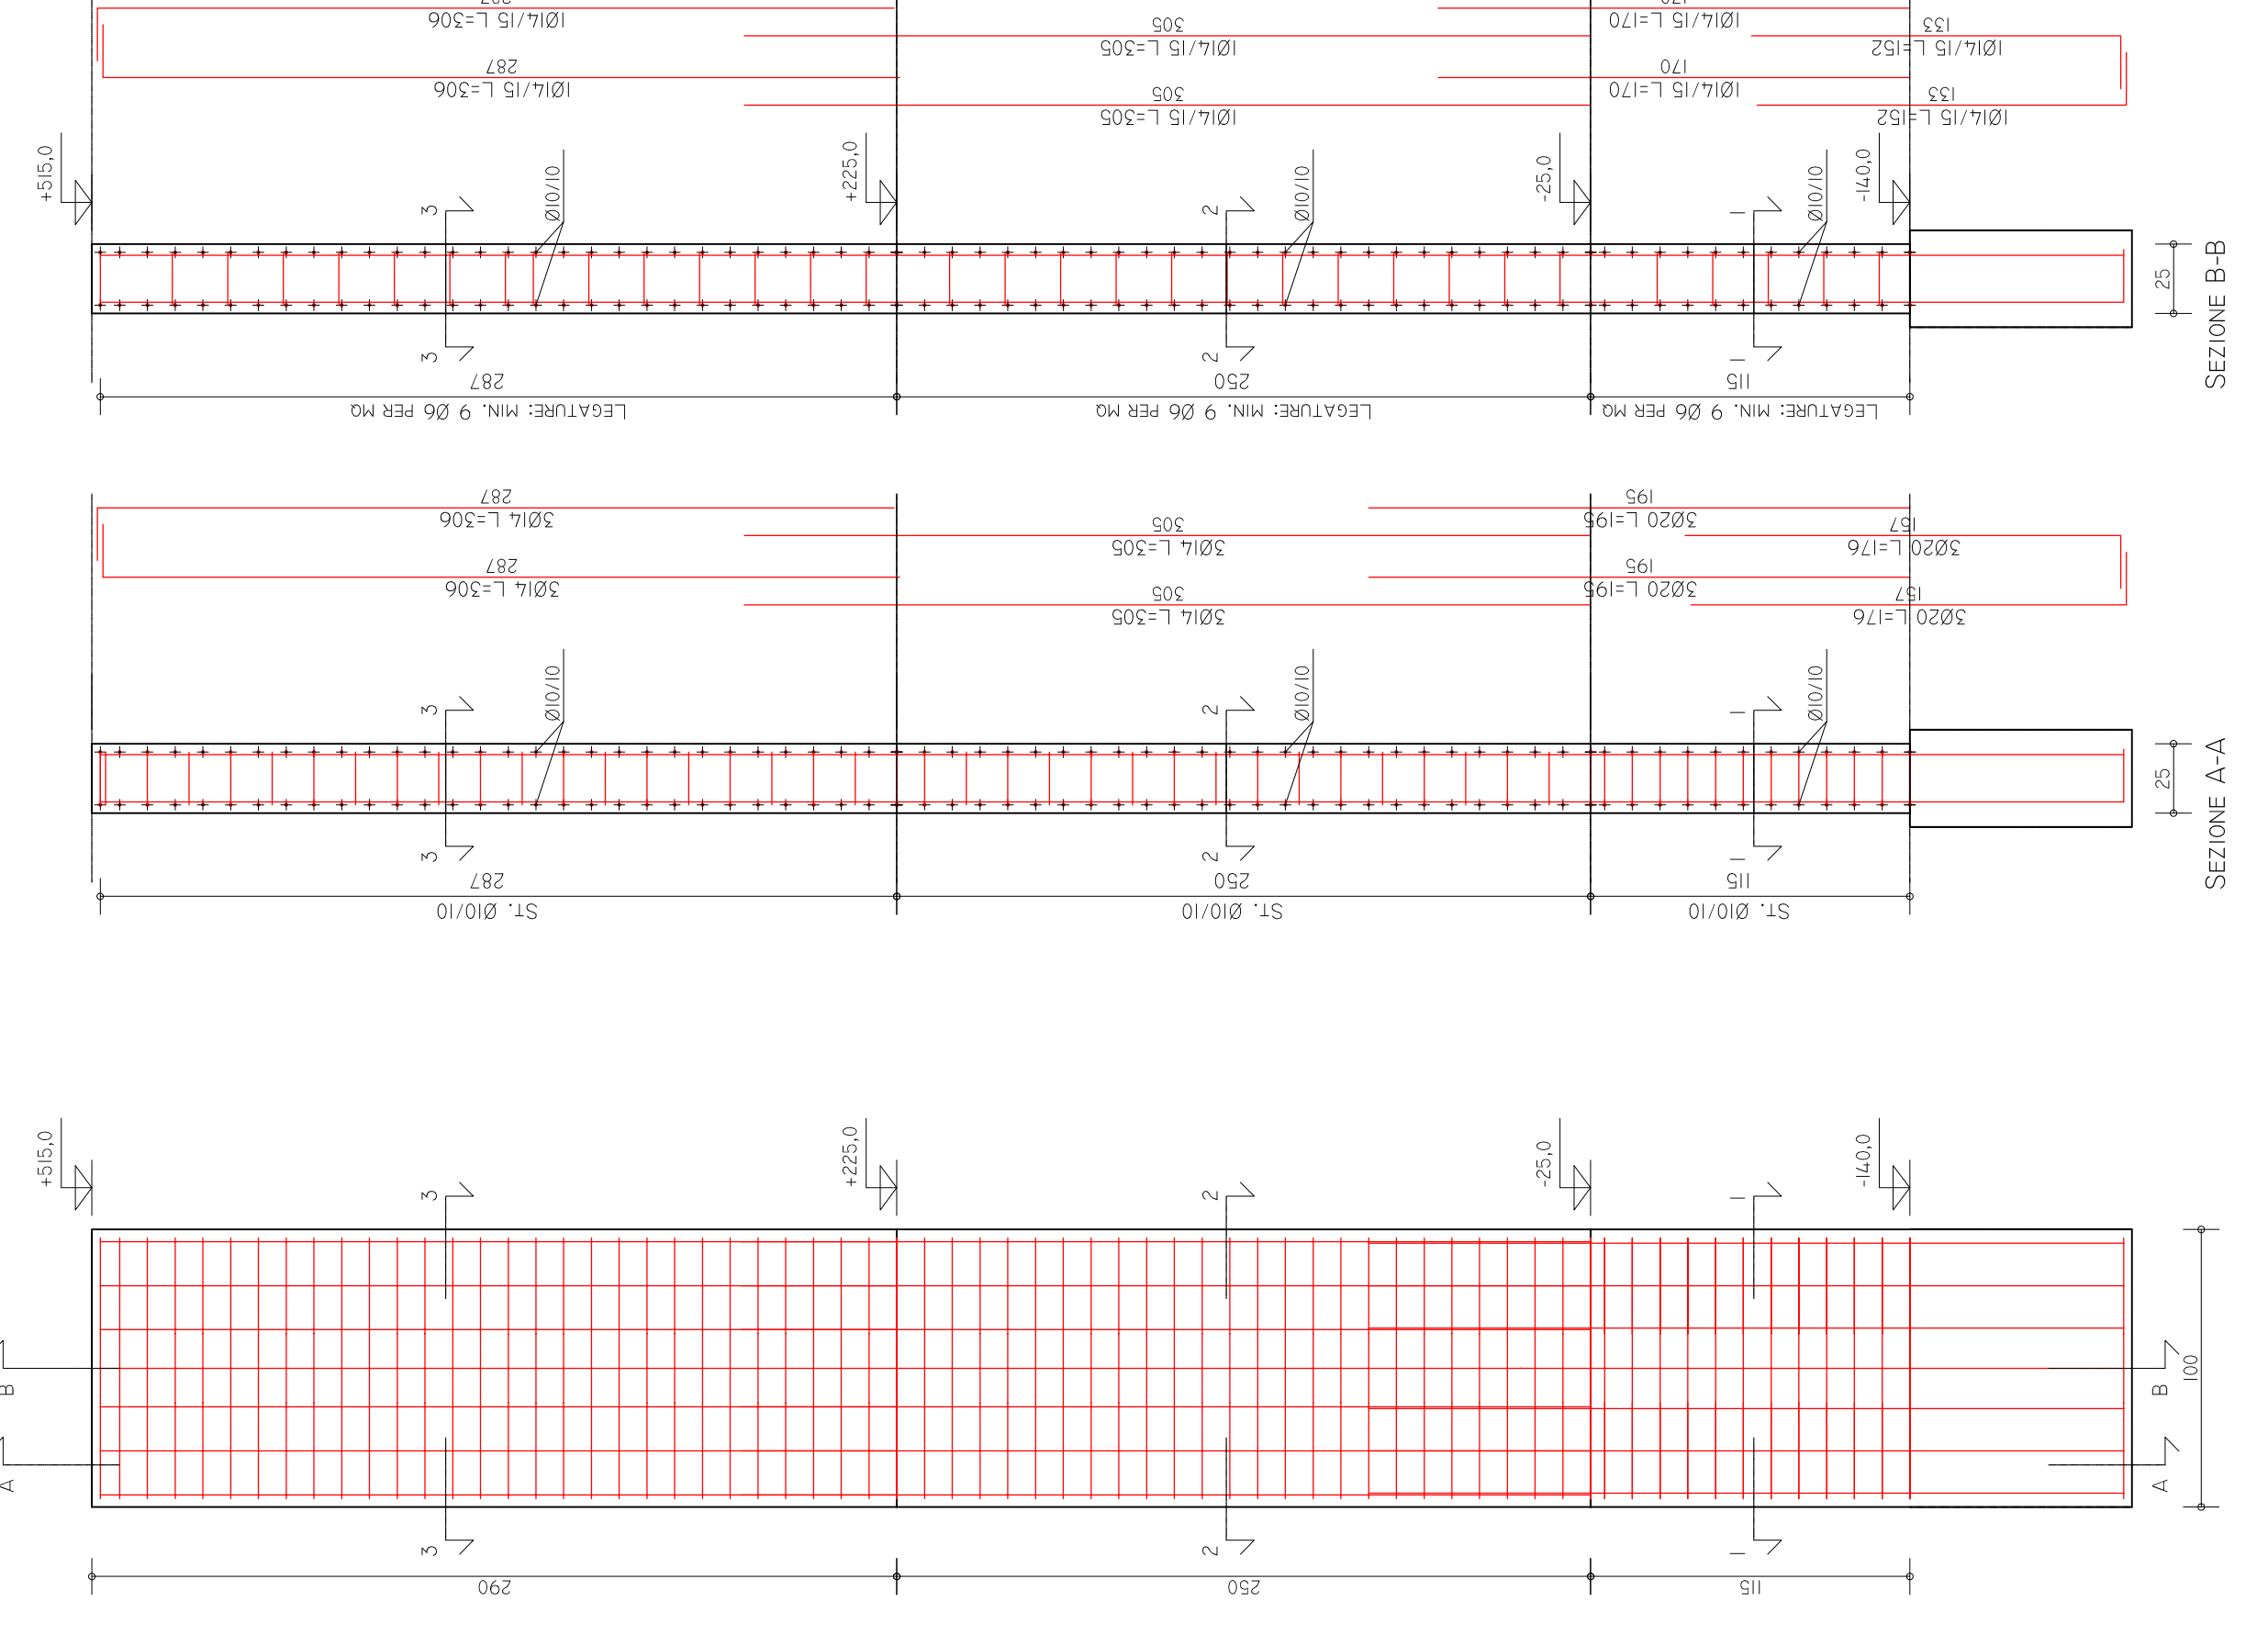 287
1Ø14/15 L=306
287
1Ø14/15 L=306
305
1Ø14/15 L=305
305
1Ø14/15 L=305
170
1Ø14/15 L=170
170
1Ø14/15 L=170
133
1Ø14/15 L=152
133
1Ø14/15 L=152
+515,0
+225,0
-25,0
-140,0
3
2
1
Ø10/10
Ø10/10
Ø10/10
3
2
1
287
250
115
LEGATURE: MIN. 9 Ø6 PER MQ
LEGATURE: MIN. 9 Ø6 PER MQ
LEGATURE: MIN. 9 Ø6 PER MQ
25
SEZIONE B-B
287
3Ø14 L=306
287
3Ø14 L=306
305
3Ø14 L=305
305
3Ø14 L=305
195
3Ø20 L=195
195
3Ø20 L=195
157
3Ø20 L=176
157
3Ø20 L=176
3
2
1
Ø10/10
Ø10/10
Ø10/10
3
2
1
287
250
115
ST. Ø10/10
ST. Ø10/10
ST. Ø10/10
25
SEZIONE A-A
+515,0
+225,0
-25,0
-140,0
3
2
1
B
B
A
A
100
3
2
1
290
250
115